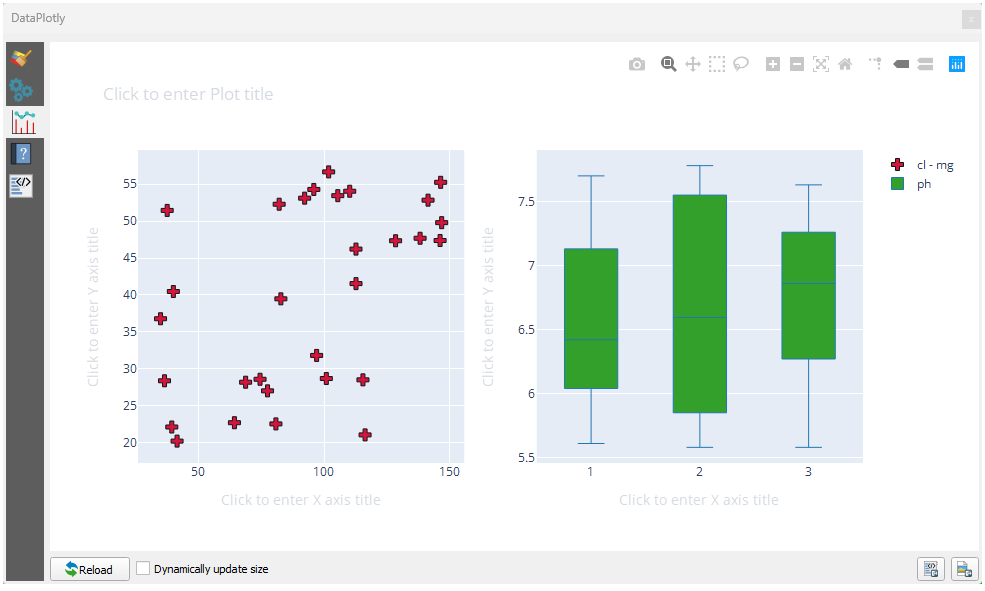 DataPlotly
x
Click to enter Plot title
55
50
45
40
35
30
25
20
Click to enter Y axis title
50 100 150
Click to enter X axis title
7.5
7
6.5
6
5.5
Click to enter Y axis title
1 2 3
Click to enter X axis title
cl - mg
ph
?
</>
Reload
Dynamically update size